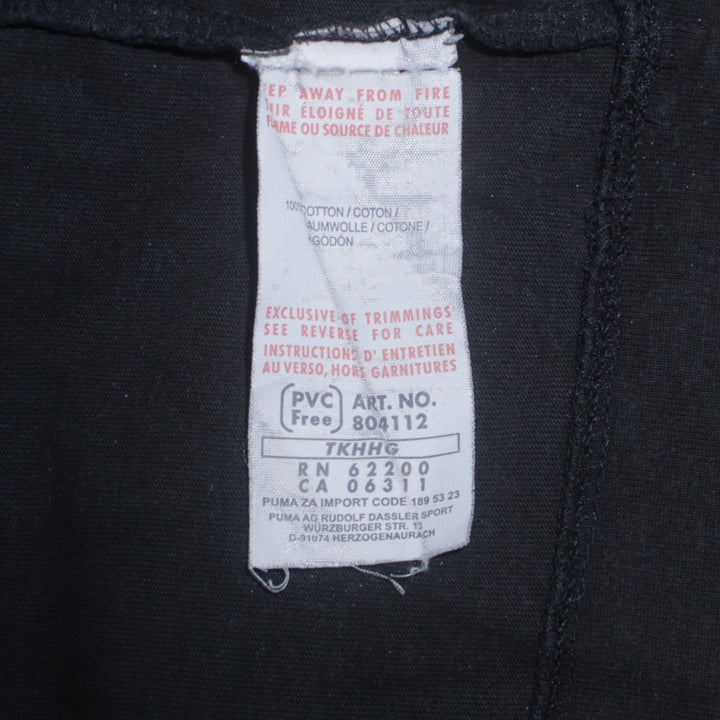 EP AWAY FROM FIRE
ÉLOIGNÉ DE TOUTE
OU SOURCE DE CHALEUR
100% COTTON / COTON /
AUMWOLLE / COTONE /
GODÓN
EXCLUSIVE OF TRIMMINGS
SEE REVERSE FOR CARE
INSTRUCTIONS D' ENTRETIEN
AU VERSO, HORS GARNITURES
PVC Free ART. NO.
804112
TKHHG
RN 62200
CA 06311
PUMA ZA IMPORT CODE 189 53 23
PUMA AG RUDOLF DASSLER SPORT
WÜRZBURGER STR. 13
D-91074 HERZOGENAURACH